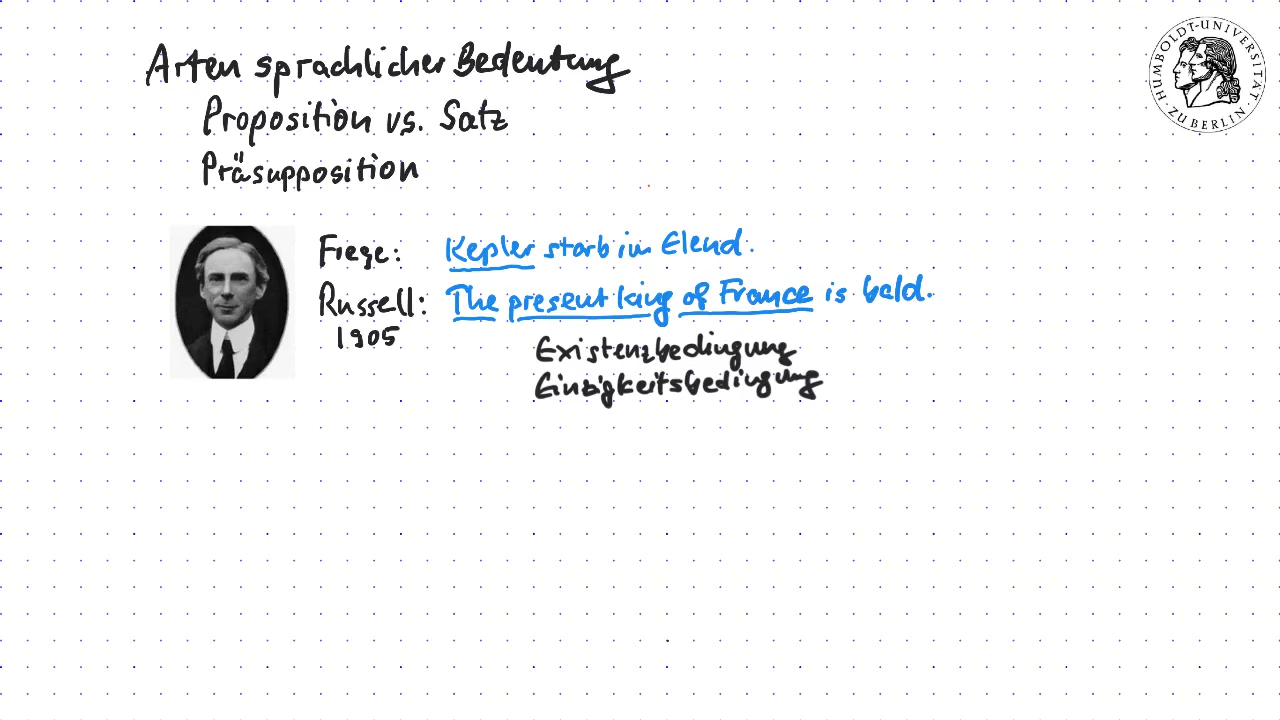 Arten sprachlicher Bedeutung
Proposition vs. Satz
Präsupposition
Frege: Kepler starb im Elend.
Russell: The present king of France is bald.
1905
Existenzbedingung
Einzigkeitsbedingung
HUMBOLDT-UNIVERSITÄT · ZU BERLIN ·